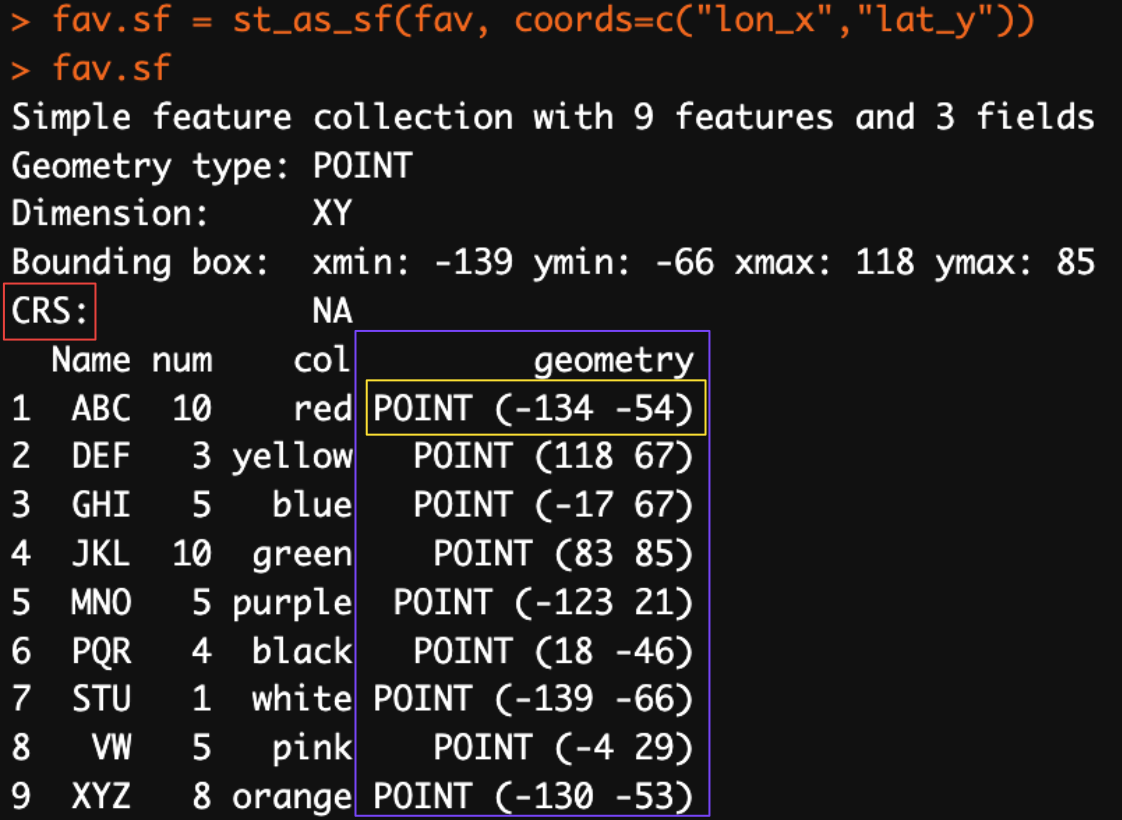 > fav.sf = st_as_sf(fav, coords=c("lon_x","lat_y"))
> fav.sf
Simple feature collection with 9 features and 3 fields
Geometry type: POINT
Dimension:     XY
Bounding box:  xmin: -139 ymin: -66 xmax: 118 ymax: 85
CRS:           NA
  Name num    col         geometry
1  ABC  10    red POINT (-134 -54)
2  DEF   3 yellow   POINT (118 67)
3  GHI   5   blue   POINT (-17 67)
4  JKL  10  green    POINT (83 85)
5  MNO   5 purple  POINT (-123 21)
6  PQR   4  black   POINT (18 -46)
7  STU   1  white POINT (-139 -66)
8   VW   5   pink    POINT (-4 29)
9  XYZ   8 orange POINT (-130 -53)